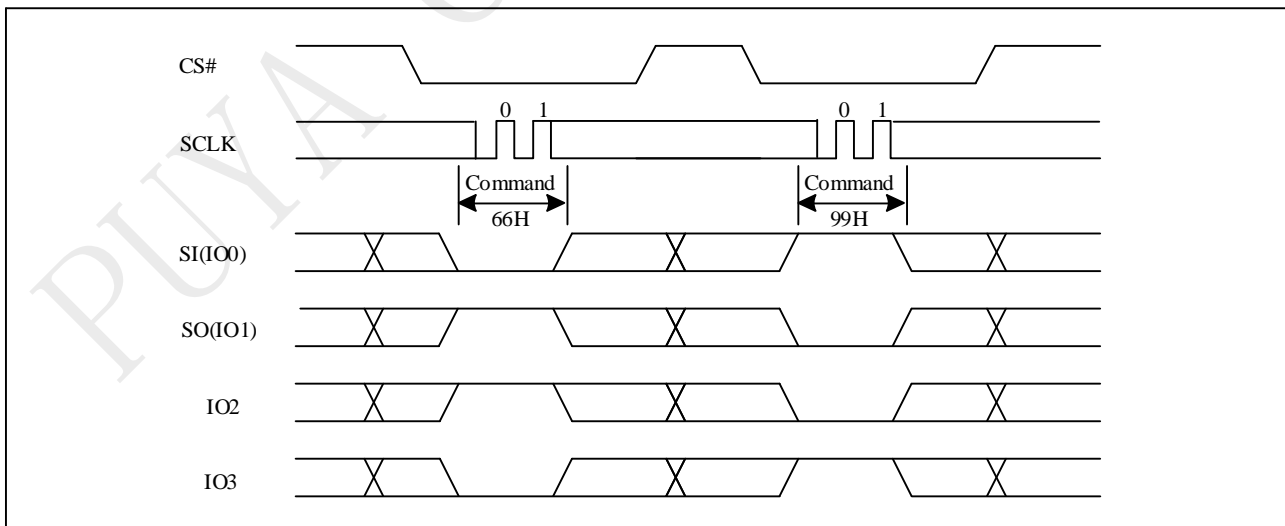 PUYA
CS#
0 1 0 1
SCLK
Command Command
66H 99H
SI(IO0)
SO(IO1)
IO2
IO3